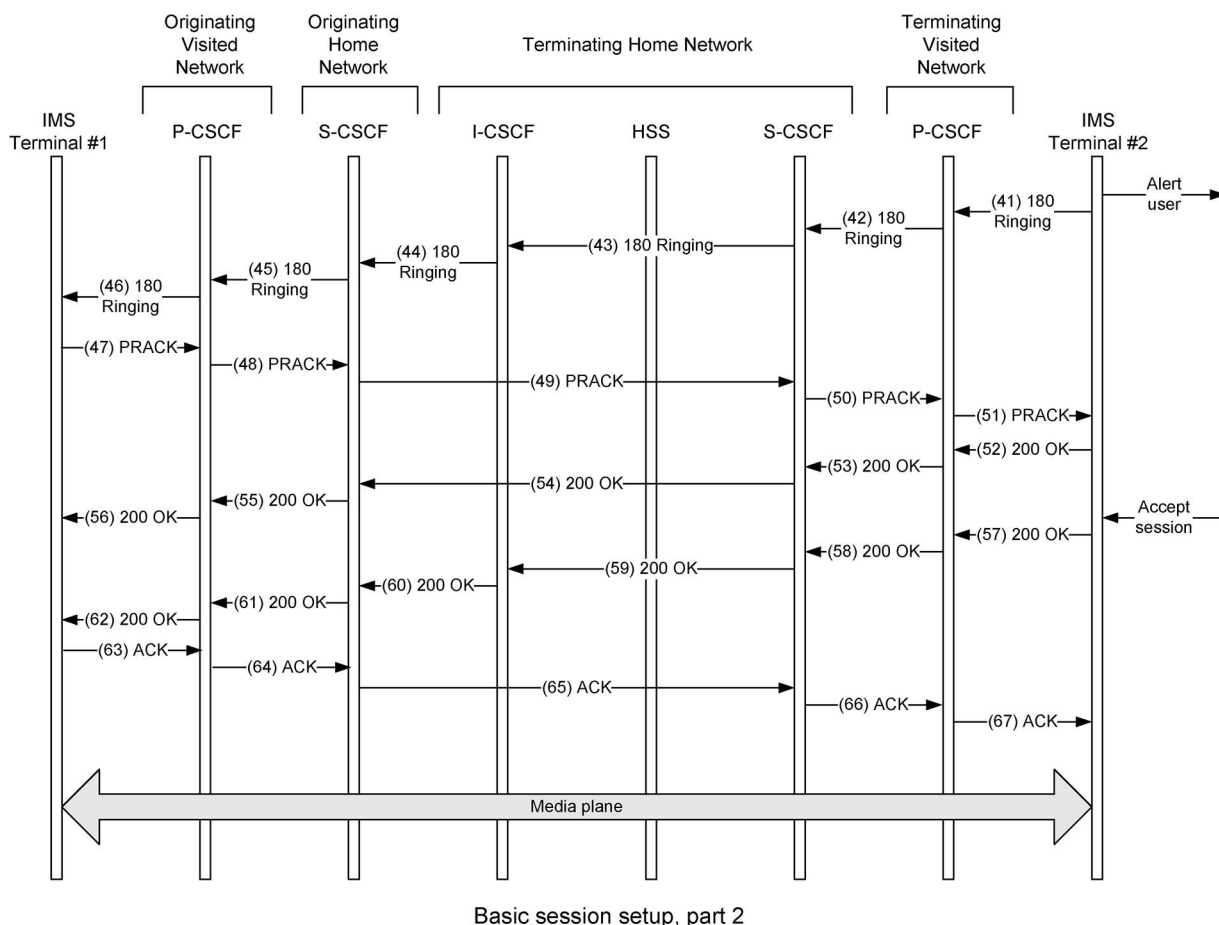 Originating
Visited
Network
Originating
Home
Network
Terminating Home Network
Terminating
Visited
Network
IMS
Terminal #1
P-CSCF
S-CSCF
I-CSCF
HSS
S-CSCF
P-CSCF
IMS
Terminal #2
Alert
user
(41) 180
Ringing
(42) 180
Ringing
(43) 180 Ringing
(44) 180
Ringing
(45) 180
Ringing
(46) 180
Ringing
(47) PRACK
(48) PRACK
(49) PRACK
(50) PRACK
(51) PRACK
(52) 200 OK
(53) 200 OK
(54) 200 OK
(55) 200 OK
(56) 200 OK
Accept
session
(57) 200 OK
(58) 200 OK
(59) 200 OK
(60) 200 OK
(61) 200 OK
(62) 200 OK
(63) ACK
(64) ACK
(65) ACK
(66) ACK
(67) ACK
Media plane
Basic session setup, part 2